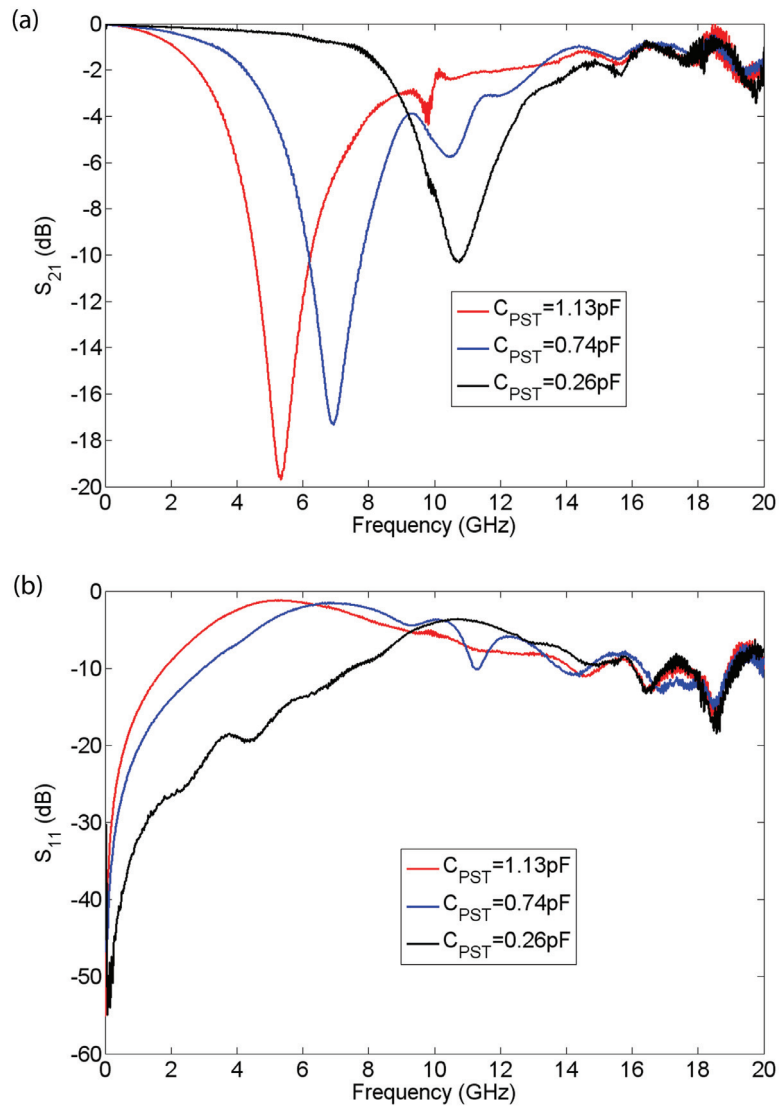 (a)
0
-2
-4
-6
-8
-10
-12
-14
-16
-18
-20
S21 (dB)
CPST=1.13pF
CPST=0.74pF
CPST=0.26pF
0 2 4 6 8 10 12 14 16 18 20
Frequency (GHz)
(b)
0
-10
-20
-30
-40
-50
-60
S11 (dB)
CPST=1.13pF
CPST=0.74pF
CPST=0.26pF
0 2 4 6 8 10 12 14 16 18 20
Frequency (GHz)